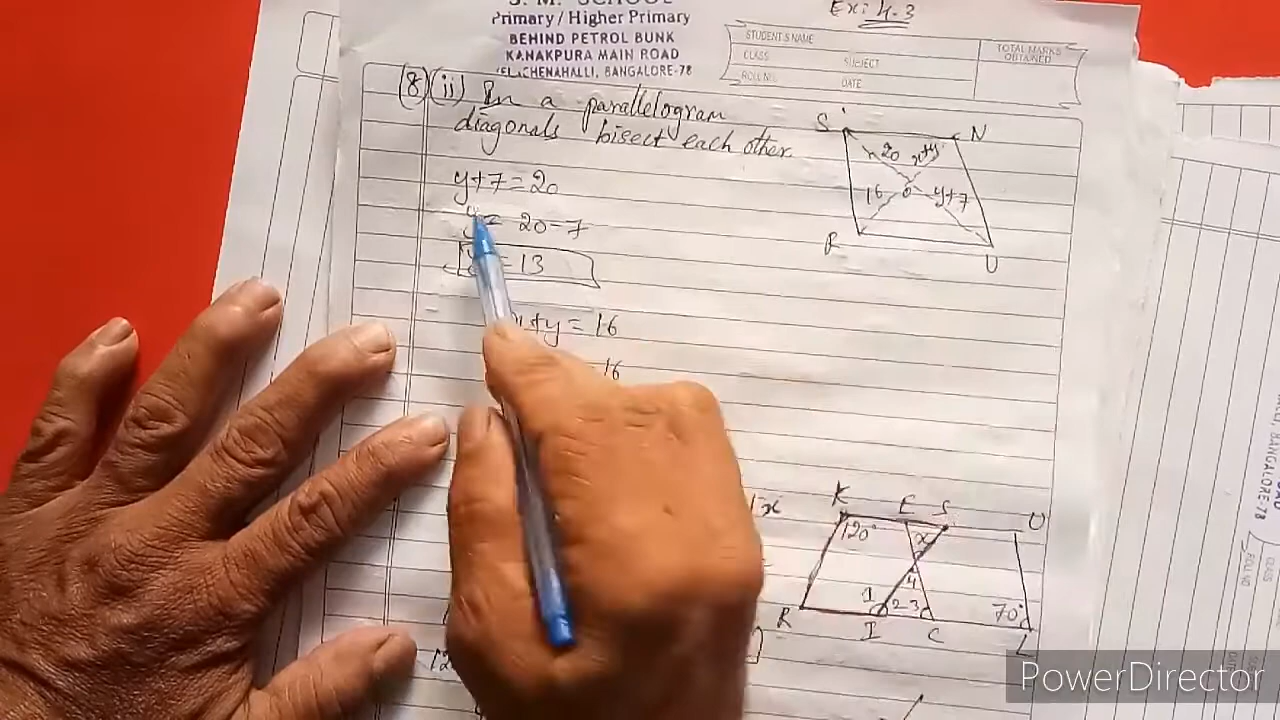 Primary / Higher Primary
BEHIND PETROL BUNK
KANAKPURA MAIN ROAD
BANGALORE-78
Ex: 4.3
STUDENT'S NAME
CLASS SUBJECT
ROLL NO. DATE
TOTAL MARKS
OBTAINED
8 (ii) In a parallelogram
diagonals bisect each other.
y+7=20
y= 20-7
=13
+y = 16
16
S N
20 x+y
16 O y+7
R U
x
K E S U
120° x
4
1 2 3 70°
R I C L
PowerDirector